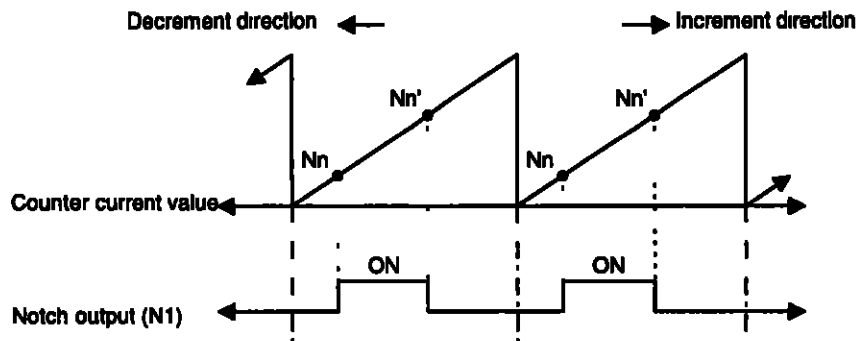 Decrement direction
Increment direction
Nn'
Nn'
Nn
Nn
Counter current value
ON
ON
Notch output (N1)